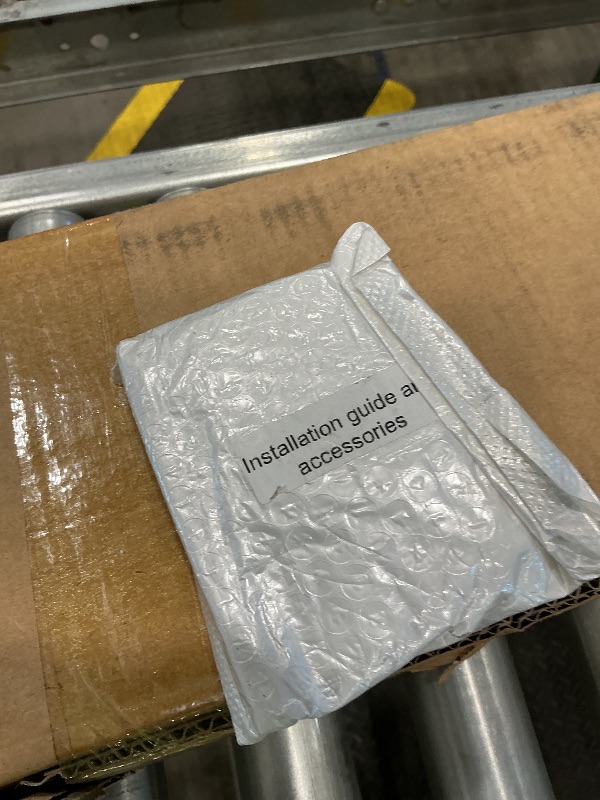 Installation guide a
accessories